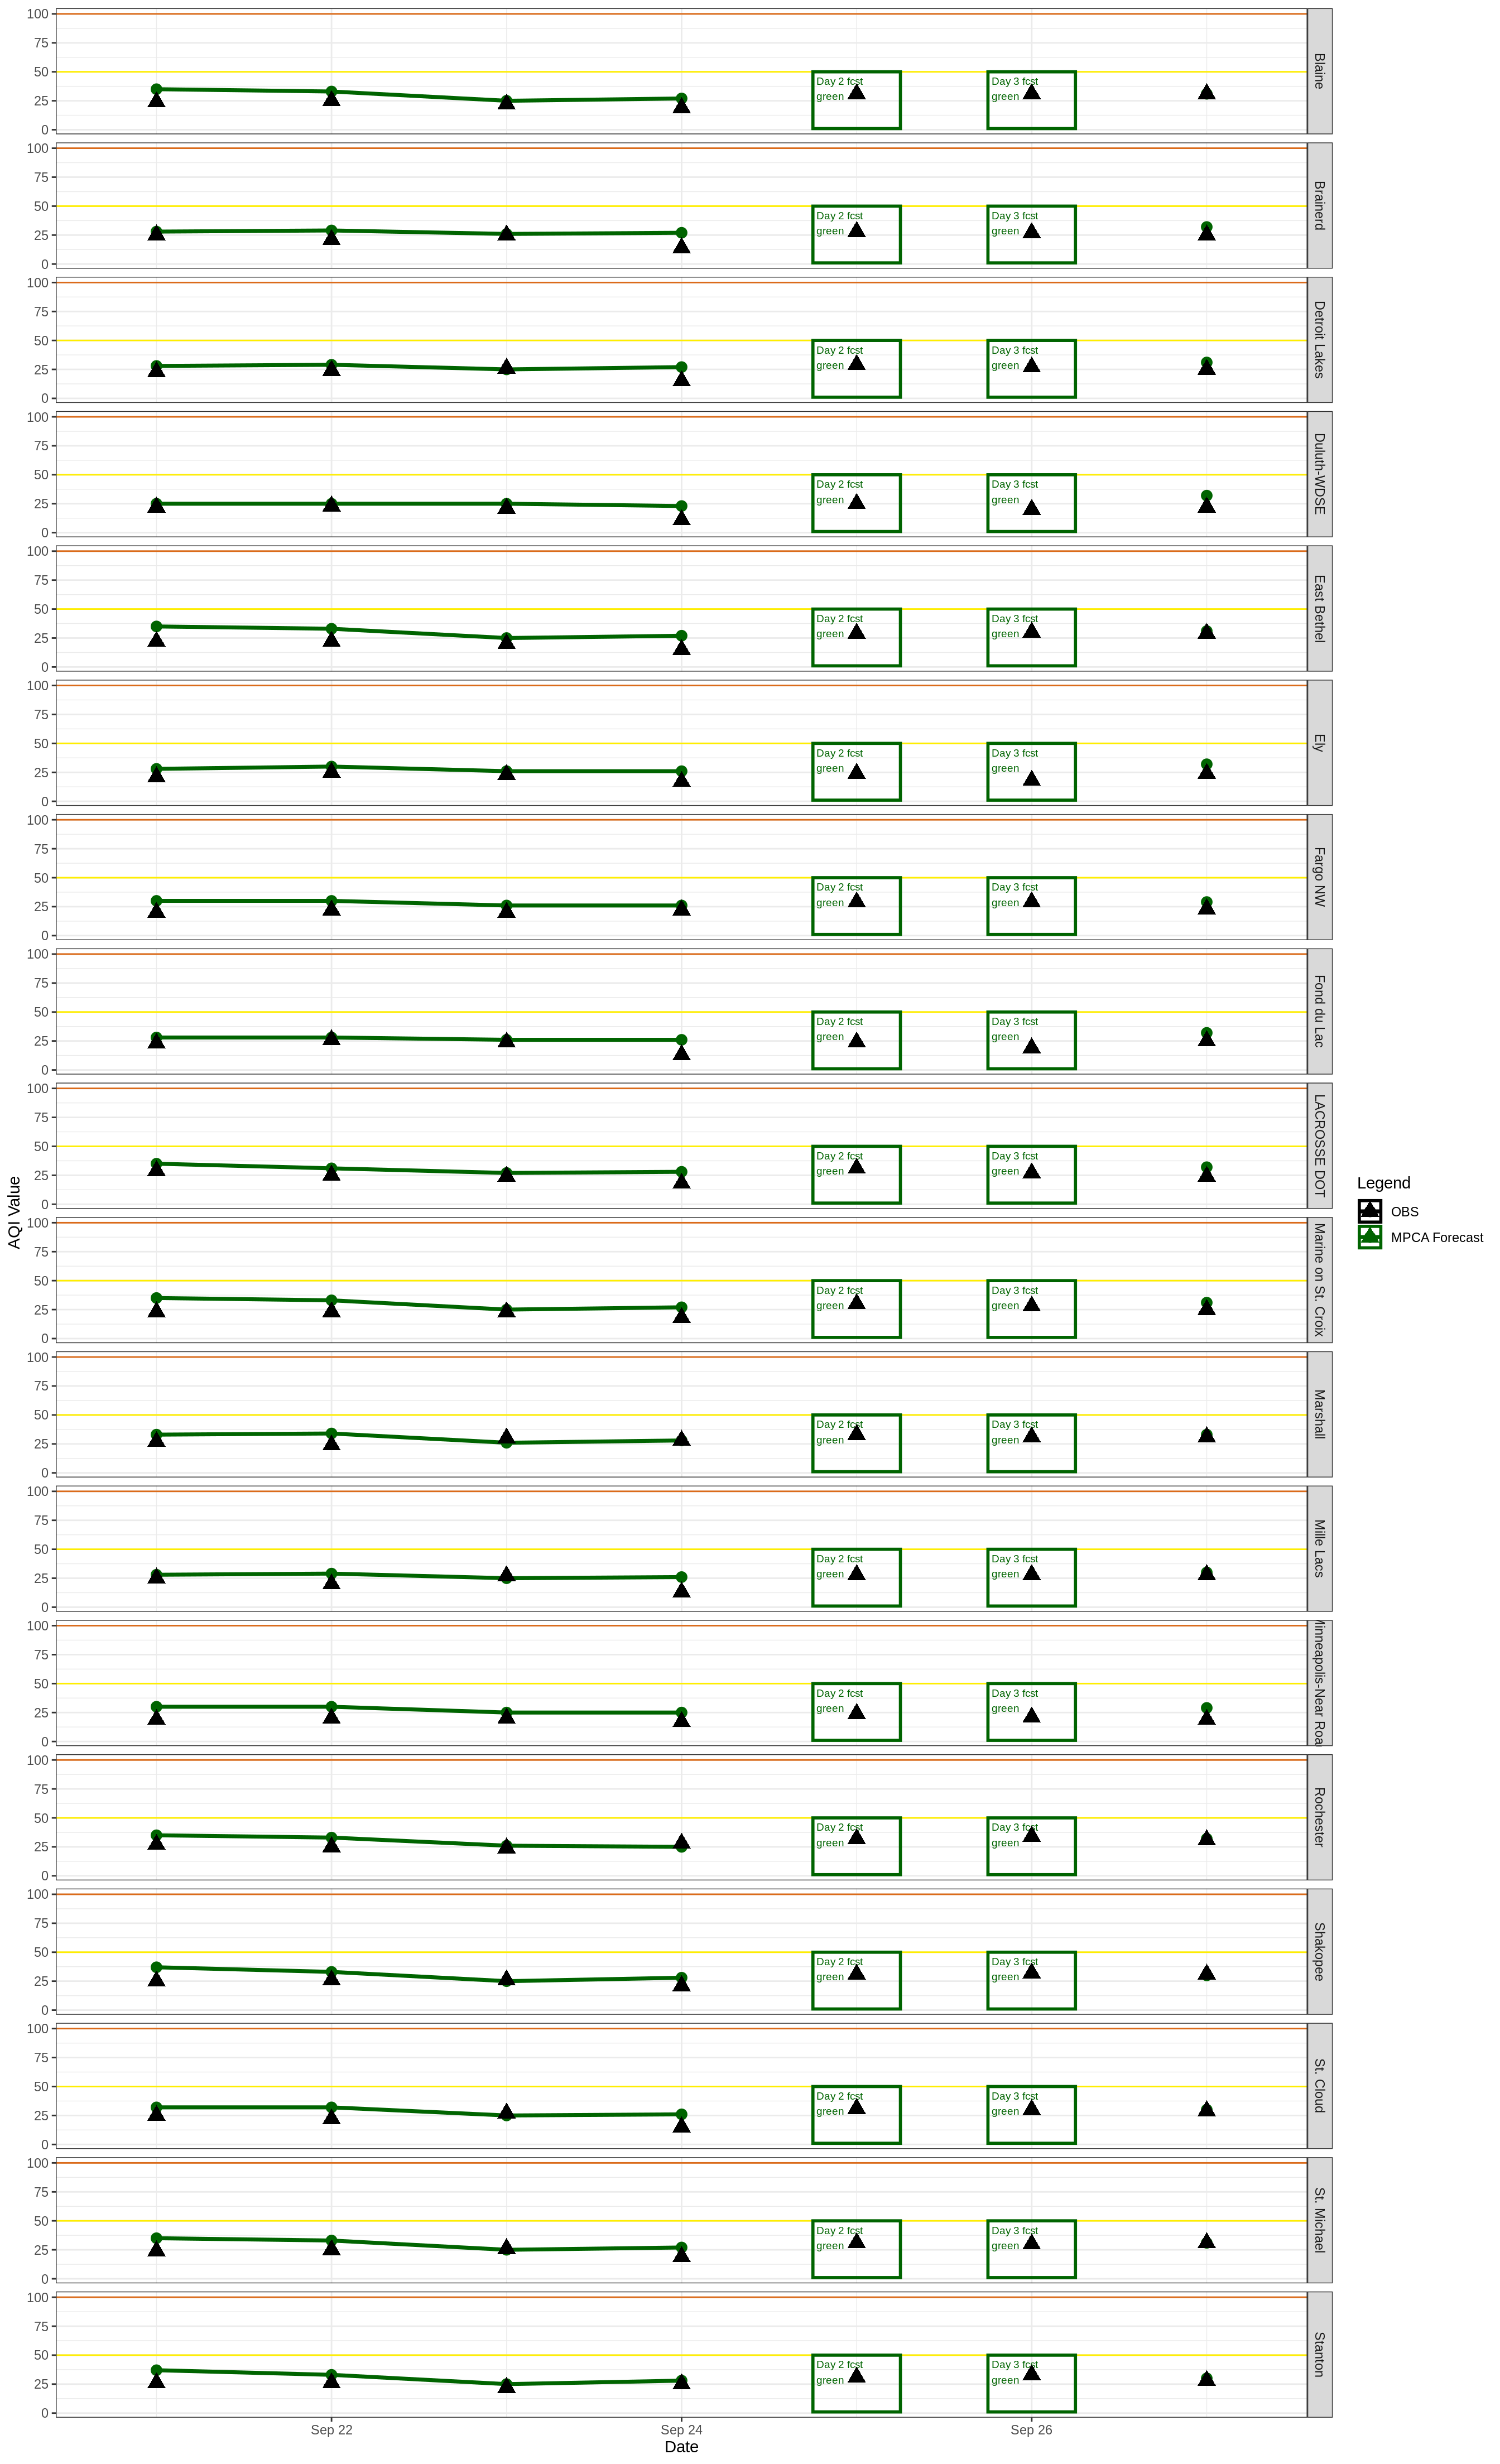 100
75
50
25
0
Day 2 fcst
green
Day 3 fcst
green
Blaine
100
75
50
25
0
Day 2 fcst
green
Day 3 fcst
green
Brainerd
100
75
50
25
0
Day 2 fcst
green
Day 3 fcst
green
Detroit Lakes
100
75
50
25
0
Day 2 fcst
green
Day 3 fcst
green
Duluth-WDSE
100
75
50
25
0
Day 2 fcst
green
Day 3 fcst
green
East Bethel
100
75
50
25
0
Day 2 fcst
green
Day 3 fcst
green
Ely
100
75
50
25
0
Day 2 fcst
green
Day 3 fcst
green
Fargo NW
100
75
50
25
0
Day 2 fcst
green
Day 3 fcst
green
Fond du Lac
100
75
50
25
0
Day 2 fcst
green
Day 3 fcst
green
LACROSSE DOT
100
75
50
25
0
Day 2 fcst
green
Day 3 fcst
green
Marine on St. Croix
100
75
50
25
0
Day 2 fcst
green
Day 3 fcst
green
Marshall
100
75
50
25
0
Day 2 fcst
green
Day 3 fcst
green
Mille Lacs
100
75
50
25
0
Day 2 fcst
green
Day 3 fcst
green
Minneapolis-Near Road
100
75
50
25
0
Day 2 fcst
green
Day 3 fcst
green
Rochester
100
75
50
25
0
Day 2 fcst
green
Day 3 fcst
green
Shakopee
100
75
50
25
0
Day 2 fcst
green
Day 3 fcst
green
St. Cloud
100
75
50
25
0
Day 2 fcst
green
Day 3 fcst
green
St. Michael
100
75
50
25
0
Day 2 fcst
green
Day 3 fcst
green
Stanton
Sep 22
Sep 24
Sep 26
Date
AQI Value
Legend
OBS
MPCA Forecast